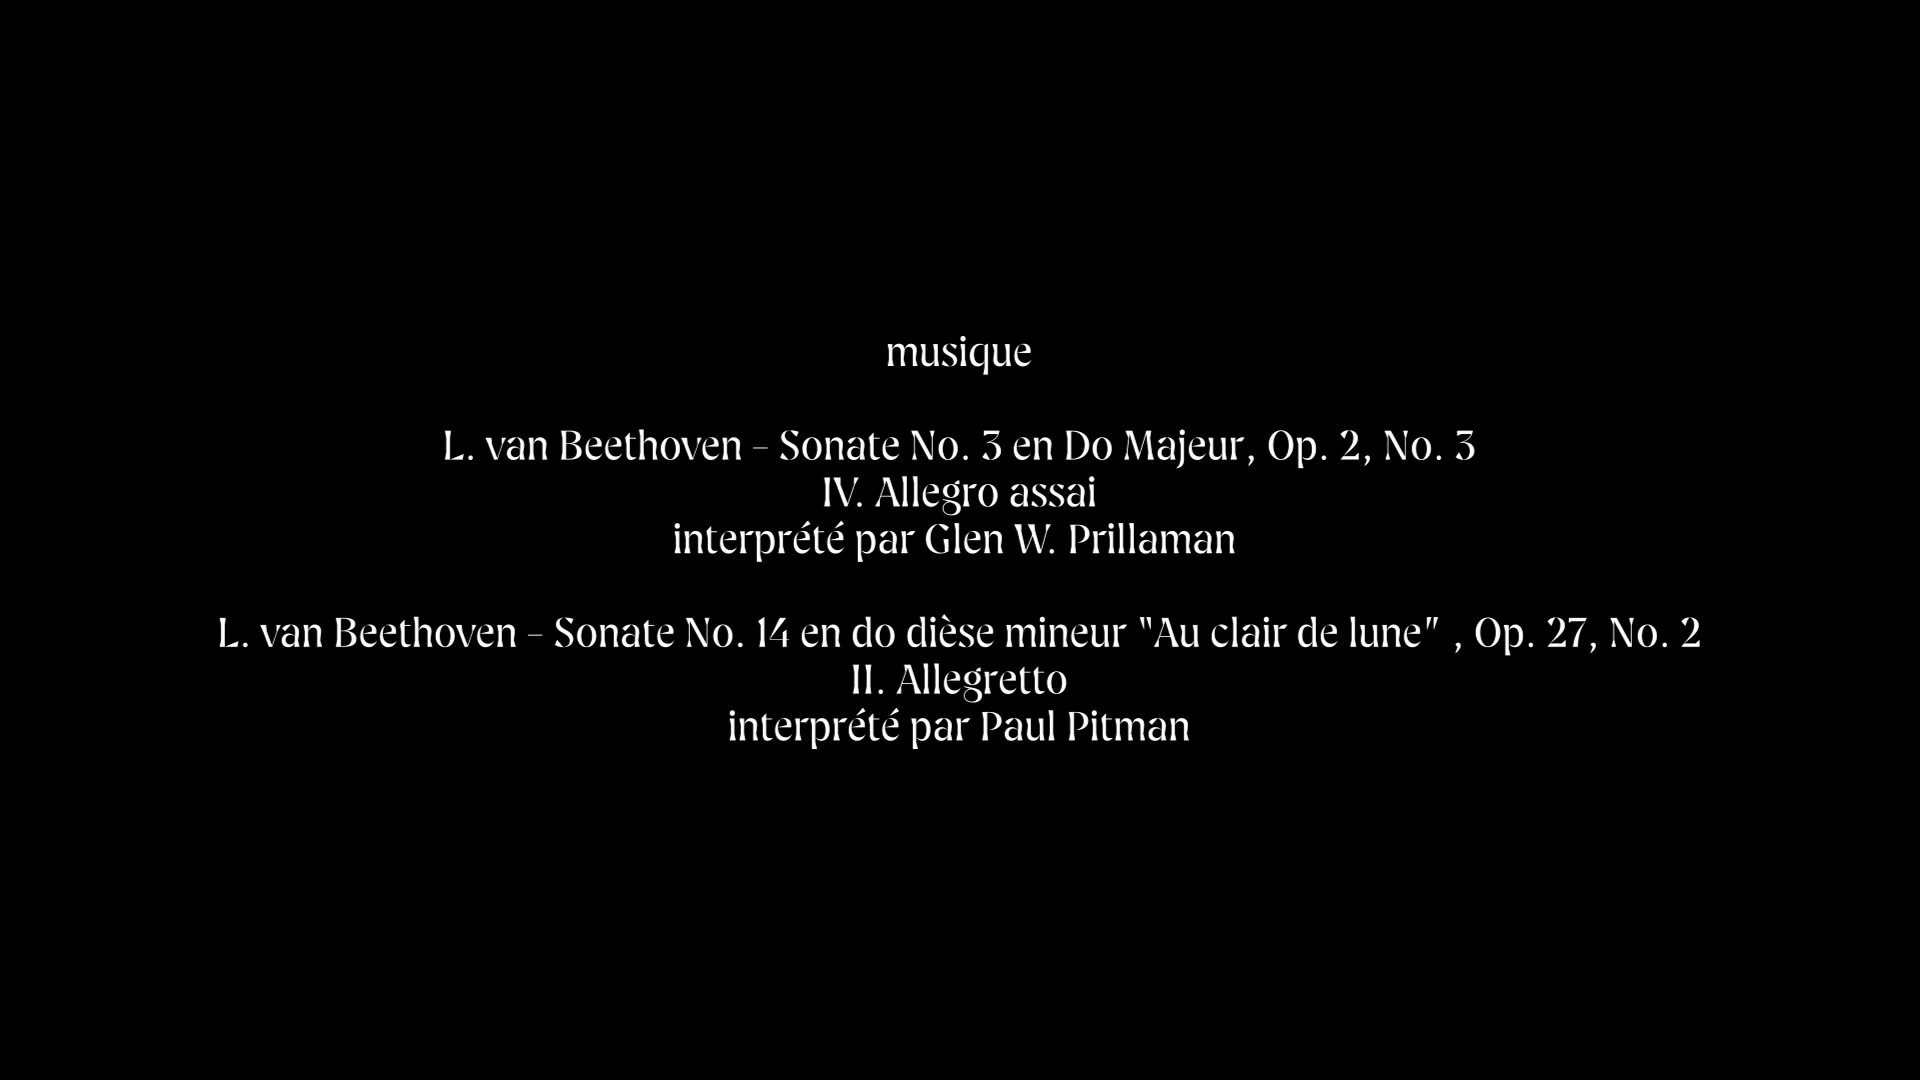 musique
L. van Beethoven – Sonate No. 3 en Do Majeur, Op. 2, No. 3
IV. Allegro assai
interprété par Glen W. Prillaman
L. van Beethoven – Sonate No. 14 en do dièse mineur "Au clair de lune" , Op. 27, No. 2
II. Allegretto
interprété par Paul Pitman